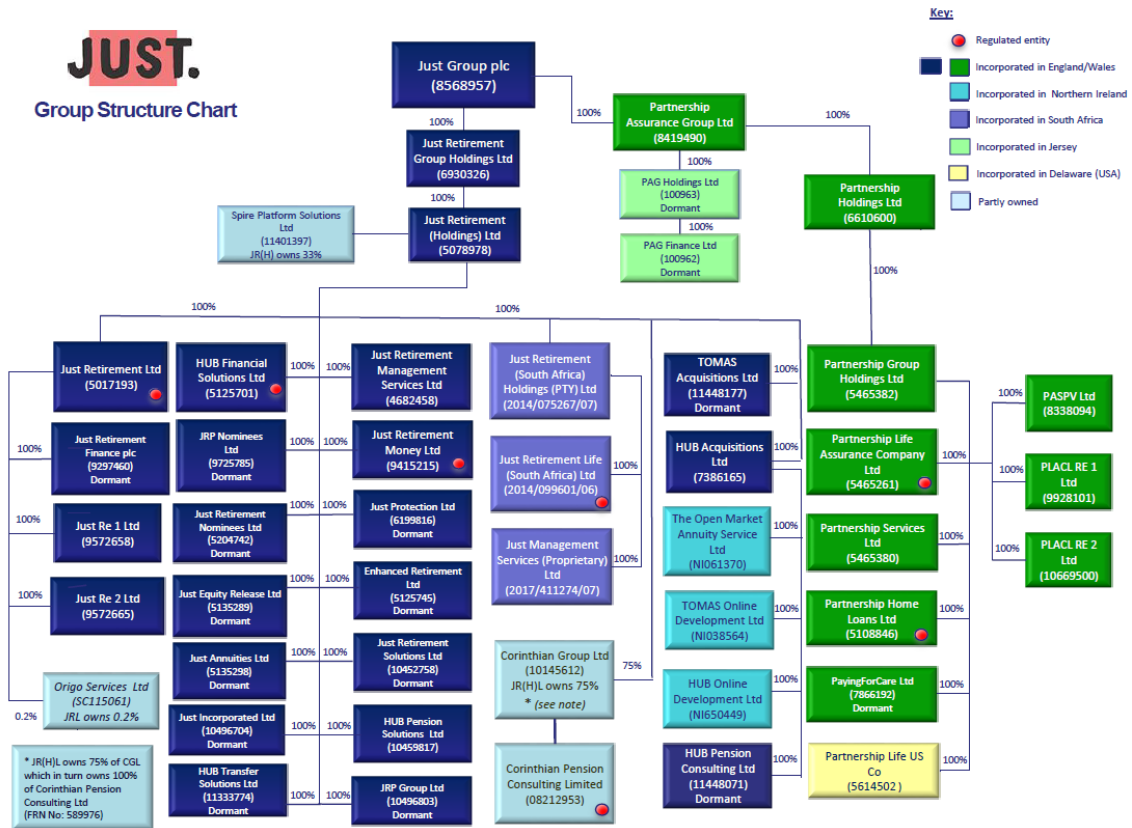 JUST.
Group Structure Chart
Key:
Regulated entity
Incorporated in England/Wales
Incorporated in Northern Ireland
Incorporated in South Africa
Incorporated in Jersey
Incorporated in Delaware (USA)
Partly owned
Just Group plc
(8568957)
100%
100%
Partnership
Assurance Group Ltd
(8419490)
100%
Just Retirement
Group Holdings Ltd
(6930326)
100%
100%
PAG Holdings Ltd
(100963)
Dormant
100%
PAG Finance Ltd
(100962)
Dormant
Partnership
Holdings Ltd
(6610600)
100%
Spire Platform Solutions
Ltd
(11401397)
JR(H) owns 33%
Just Retirement
(Holdings) Ltd
(5078978)
100%
100%
Just Retirement Ltd
(5017193)
100%
Just Retirement
Finance plc
(9297460)
Dormant
100%
Just Re 1 Ltd
(9572658)
100%
Just Re 2 Ltd
(9572665)
0.2%
Origo Services Ltd
(SC115061)
JRL owns 0.2%
* JR(H)L owns 75% of CGL
which in turn owns 100%
of Corinthian Pension
Consulting Ltd
(FRN No: 589976)
HUB Financial
Solutions Ltd
(5125701)
100%
100%
Just Retirement
Management
Services Ltd
(4682458)
JRP Nominees
Ltd
(9725785)
Dormant
100%
100%
Just Retirement
Money Ltd
(9415215)
Just Retirement
Nominees Ltd
(5204742)
Dormant
100%
100%
Just Protection Ltd
(6199816)
Dormant
Just Equity Release Ltd
(5135289)
Dormant
100%
100%
Enhanced Retirement
Ltd
(5125745)
Dormant
Just Annuities Ltd
(5135298)
Dormant
100%
100%
Just Retirement
Solutions Ltd
(10452758)
Dormant
Just Incorporated Ltd
(10496704)
Dormant
100%
100%
HUB Pension
Solutions Ltd
(10459817)
HUB Transfer
Solutions Ltd
(11333774)
Dormant
100%
100%
JRP Group Ltd
(10496803)
Dormant
Just Retirement
(South Africa)
Holdings (PTY) Ltd
(2014/075267/07)
100%
Just Retirement Life
(South Africa) Ltd
(2014/099601/06)
100%
Just Management
Services (Proprietary)
Ltd
(2017/411274/07)
Corinthian Group Ltd
(10145612)
JR(H)L owns 75%
* (see note)
75%
Corinthian Pension
Consulting Limited
(08212953)
TOMAS
Acquisitions Ltd
(11448177)
Dormant
100%
HUB Acquisitions
Ltd
(7386165)
100%
The Open Market
Annuity Service
Ltd
(NI061370)
100%
TOMAS Online
Development Ltd
(NI038564)
100%
HUB Online
Development Ltd
(NI650449)
100%
HUB Pension
Consulting Ltd
(11448071)
Dormant
100%
Partnership Group
Holdings Ltd
(5465382)
100%
Partnership Life
Assurance Company
Ltd
(5465261)
100%
Partnership Services
Ltd
(5465380)
100%
Partnership Home
Loans Ltd
(5108846)
100%
PayingForCare Ltd
(7866192)
Dormant
100%
Partnership Life US
Co
(5614502 )
100%
100%
PASPV Ltd
(8338094)
100%
PLACL RE 1
Ltd
(9928101)
100%
PLACL RE 2
Ltd
(10669500)